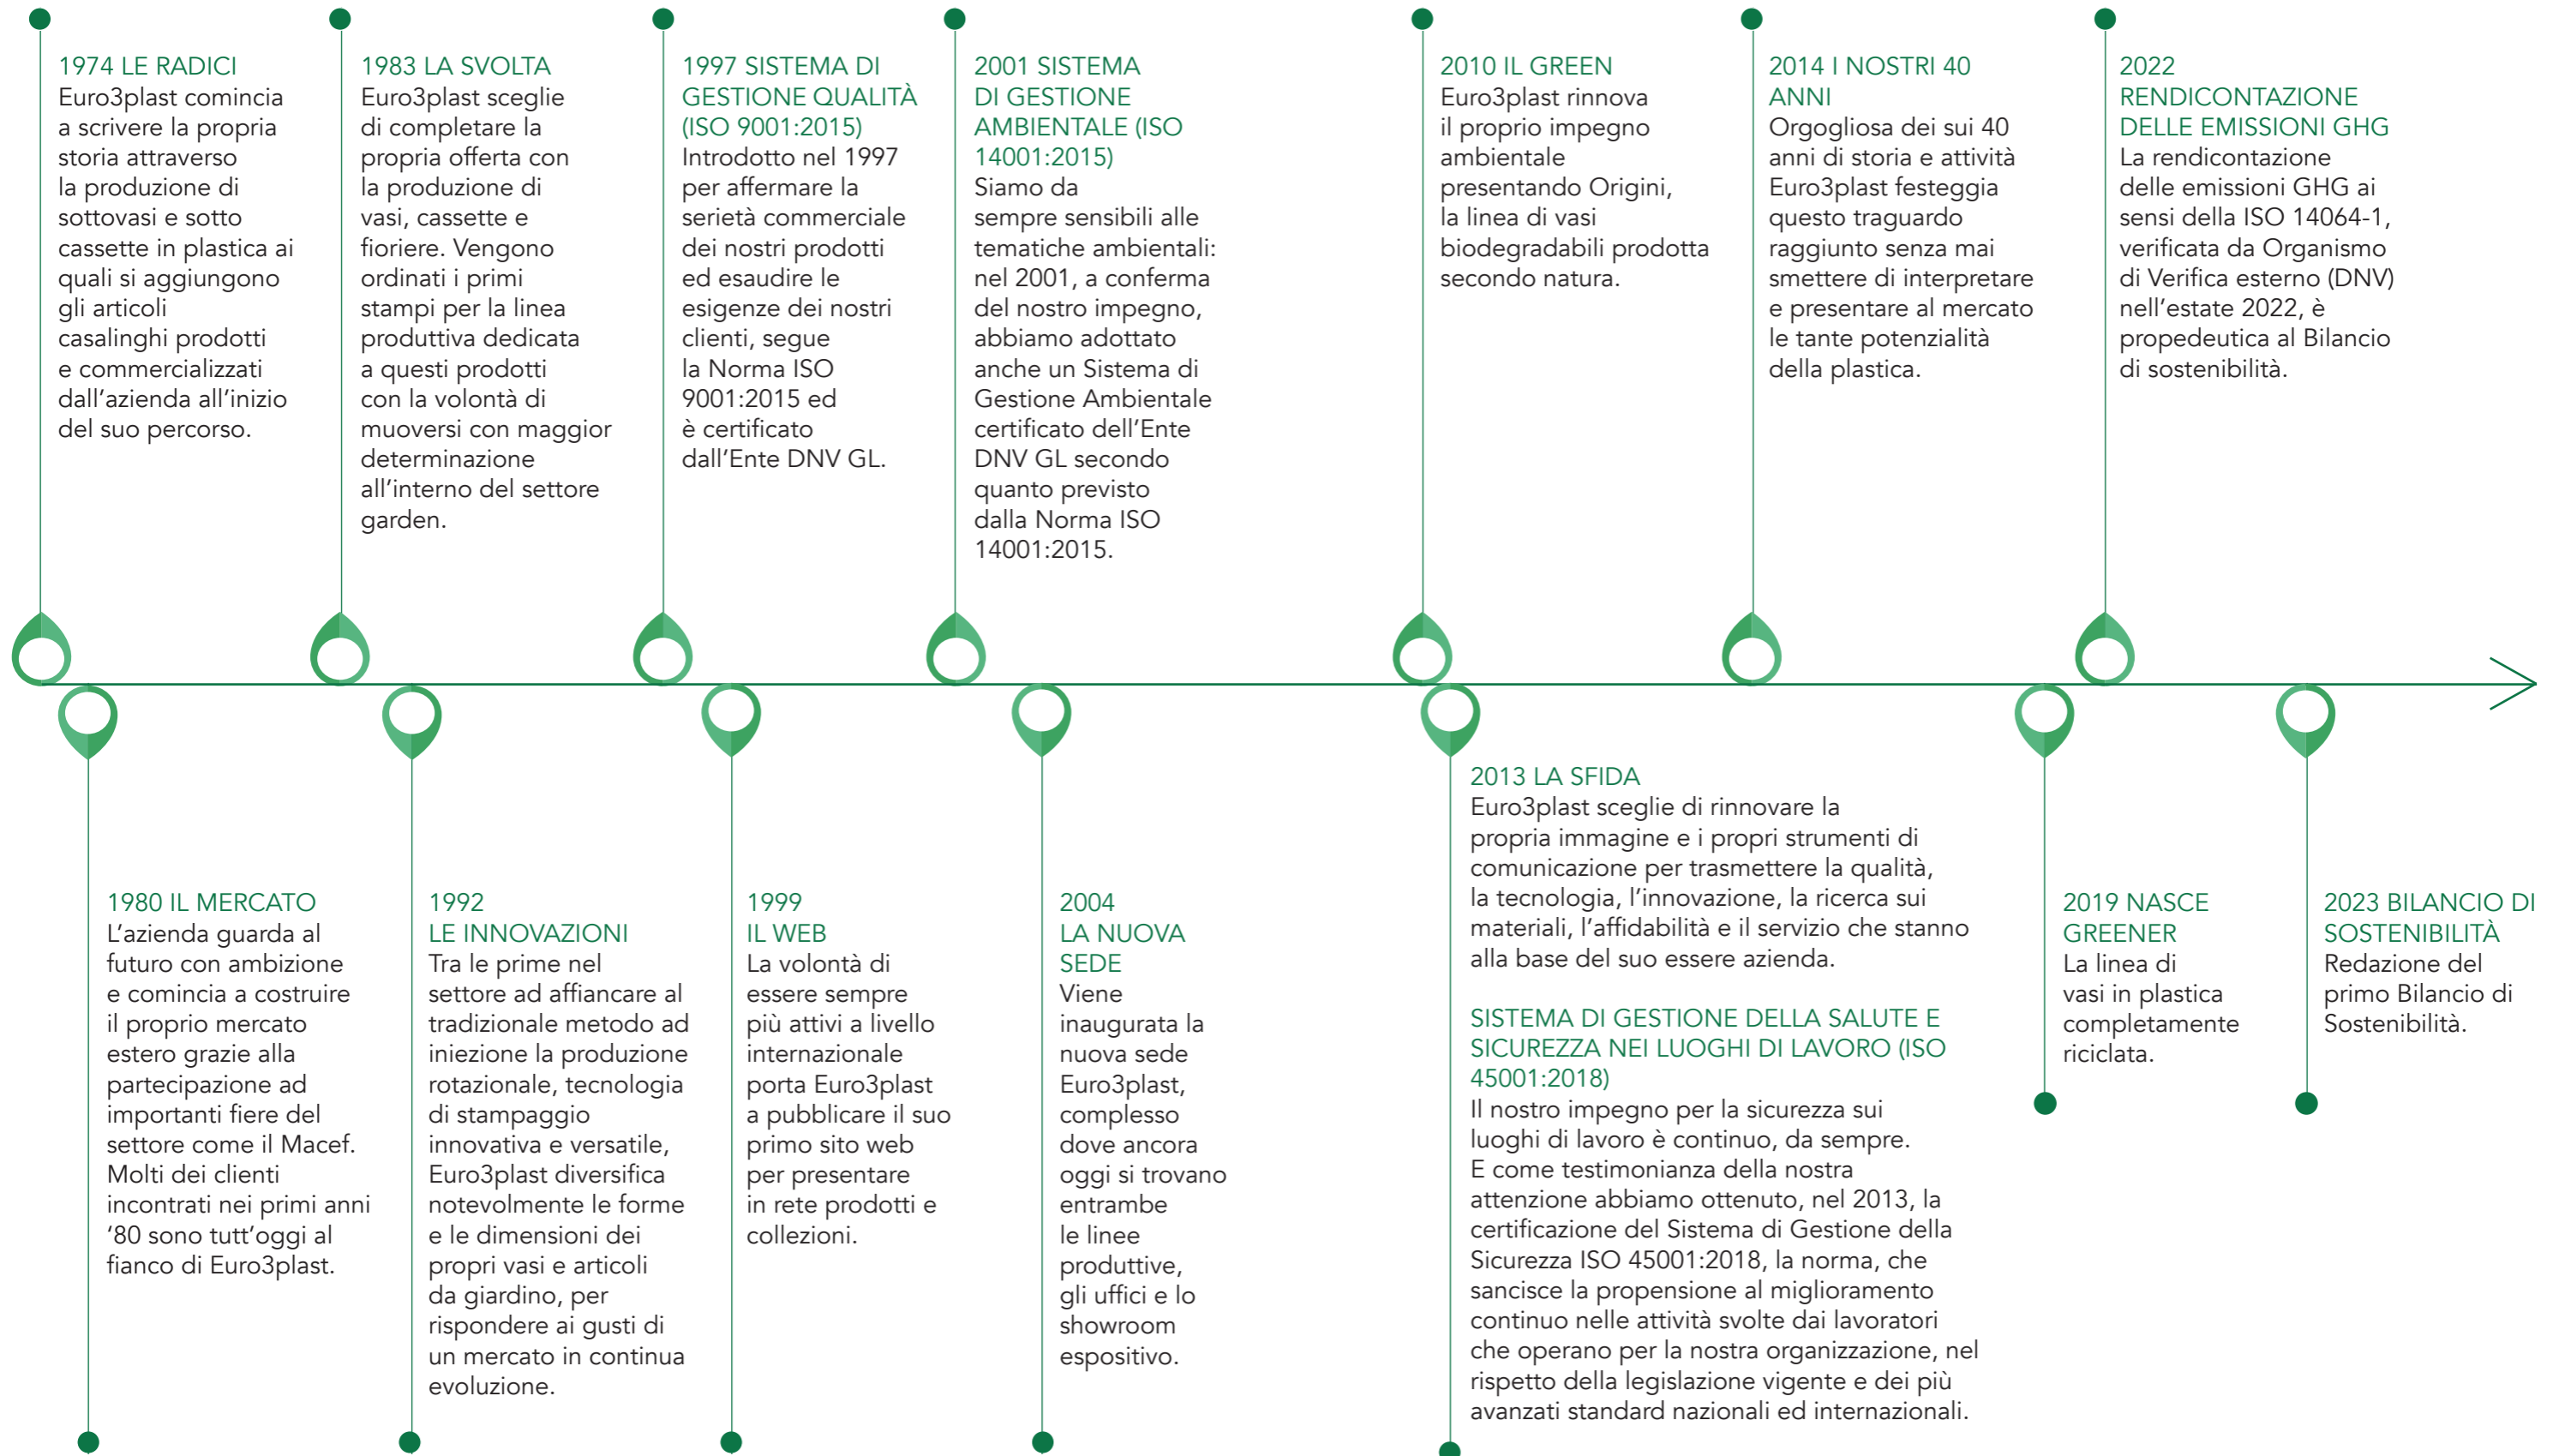 1974 LE RADICI
Euro3plast comincia
a scrivere la propria
storia attraverso
la produzione di
sottovasi e sotto
cassette in plastica ai
quali si aggiungono
gli articoli
casalinghi prodotti
e commercializzati
dall'azienda all'inizio
del suo percorso.
1983 LA SVOLTA
Euro3plast sceglie
di completare la
propria offerta con
la produzione di
vasi, cassette e
fioriere. Vengono
ordinati i primi
stampi per la linea
produttiva dedicata
a questi prodotti
con la volontà di
muoversi con maggior
determinazione
all'interno del settore
garden.
1997 SISTEMA DI
GESTIONE QUALITÀ
(ISO 9001:2015)
Introdotto nel 1997
per affermare la
serietà commerciale
dei nostri prodotti
ed esaudire le
esigenze dei nostri
clienti, segue
la Norma ISO
9001:2015 ed
è certificato
dall'Ente DNV GL.
2001 SISTEMA
DI GESTIONE
AMBIENTALE (ISO
14001:2015)
Siamo da
sempre sensibili alle
tematiche ambientali:
nel 2001, a conferma
del nostro impegno,
abbiamo adottato
anche un Sistema di
Gestione Ambientale
certificato dell'Ente
DNV GL secondo
quanto previsto
dalla Norma ISO
14001:2015.
2010 IL GREEN
Euro3plast rinnova
il proprio impegno
ambientale
presentando Origini,
la linea di vasi
biodegradabili prodotta
secondo natura.
2014 I NOSTRI 40
ANNI
Orgogliosa dei sui 40
anni di storia e attività
Euro3plast festeggia
questo traguardo
raggiunto senza mai
smettere di interpretare
e presentare al mercato
le tante potenzialità
della plastica.
2022
RENDICONTAZIONE
DELLE EMISSIONI GHG
La rendicontazione
delle emissioni GHG ai
sensi della ISO 14064-1,
verificata da Organismo
di Verifica esterno (DNV)
nell'estate 2022, è
propedeutica al Bilancio
di sostenibilità.
1980 IL MERCATO
L'azienda guarda al
futuro con ambizione
e comincia a costruire
il proprio mercato
estero grazie alla
partecipazione ad
importanti fiere del
settore come il Macef.
Molti dei clienti
incontrati nei primi anni
'80 sono tutt'oggi al
fianco di Euro3plast.
1992
LE INNOVAZIONI
Tra le prime nel
settore ad affiancare al
tradizionale metodo ad
iniezione la produzione
rotazionale, tecnologia
di stampaggio
innovativa e versatile,
Euro3plast diversifica
notevolmente le forme
e le dimensioni dei
propri vasi e articoli
da giardino, per
rispondere ai gusti di
un mercato in continua
evoluzione.
1999
IL WEB
La volontà di
essere sempre
più attivi a livello
internazionale
porta Euro3plast
a pubblicare il suo
primo sito web
per presentare
in rete prodotti e
collezioni.
2004
LA NUOVA
SEDE
Viene
inaugurata la
nuova sede
Euro3plast,
complesso
dove ancora
oggi si trovano
entrambe
le linee
produttive,
gli uffici e lo
showroom
espositivo.
2013 LA SFIDA
Euro3plast sceglie di rinnovare la
propria immagine e i propri strumenti di
comunicazione per trasmettere la qualità,
la tecnologia, l'innovazione, la ricerca sui
materiali, l'affidabilità e il servizio che stanno
alla base del suo essere azienda.
SISTEMA DI GESTIONE DELLA SALUTE E
SICUREZZA NEI LUOGHI DI LAVORO (ISO
45001:2018)
Il nostro impegno per la sicurezza sui
luoghi di lavoro è continuo, da sempre.
E come testimonianza della nostra
attenzione abbiamo ottenuto, nel 2013, la
certificazione del Sistema di Gestione della
Sicurezza ISO 45001:2018, la norma, che
sancisce la propensione al miglioramento
continuo nelle attività svolte dai lavoratori
che operano per la nostra organizzazione, nel
rispetto della legislazione vigente e dei più
avanzati standard nazionali ed internazionali.
2019 NASCE
GREENER
La linea di
vasi in plastica
completamente
riciclata.
2023 BILANCIO DI
SOSTENIBILITÀ
Redazione del
primo Bilancio di
Sostenibilità.